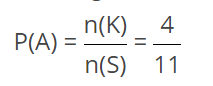 P(A) = n(K)/n(S) = 4/11